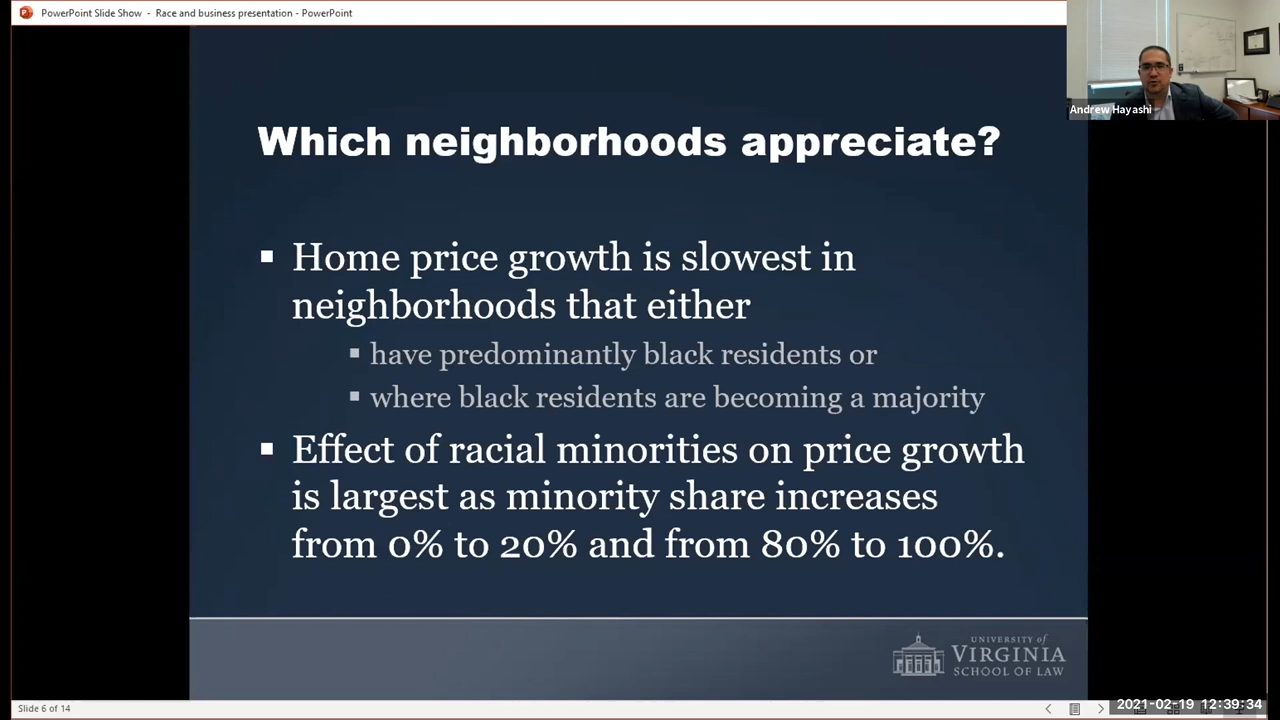 PowerPoint Slide Show - Race and business presentation - PowerPoint
Andrew Hayashi
Which neighborhoods appreciate?
▪ Home price growth is slowest in
neighborhoods that either
▪ have predominantly black residents or
▪ where black residents are becoming a majority
▪ Effect of racial minorities on price growth
is largest as minority share increases
from 0% to 20% and from 80% to 100%.
UNIVERSITY of
VIRGINIA
SCHOOL OF LAW
Slide 6 of 14
2021-02-19 12:39:34